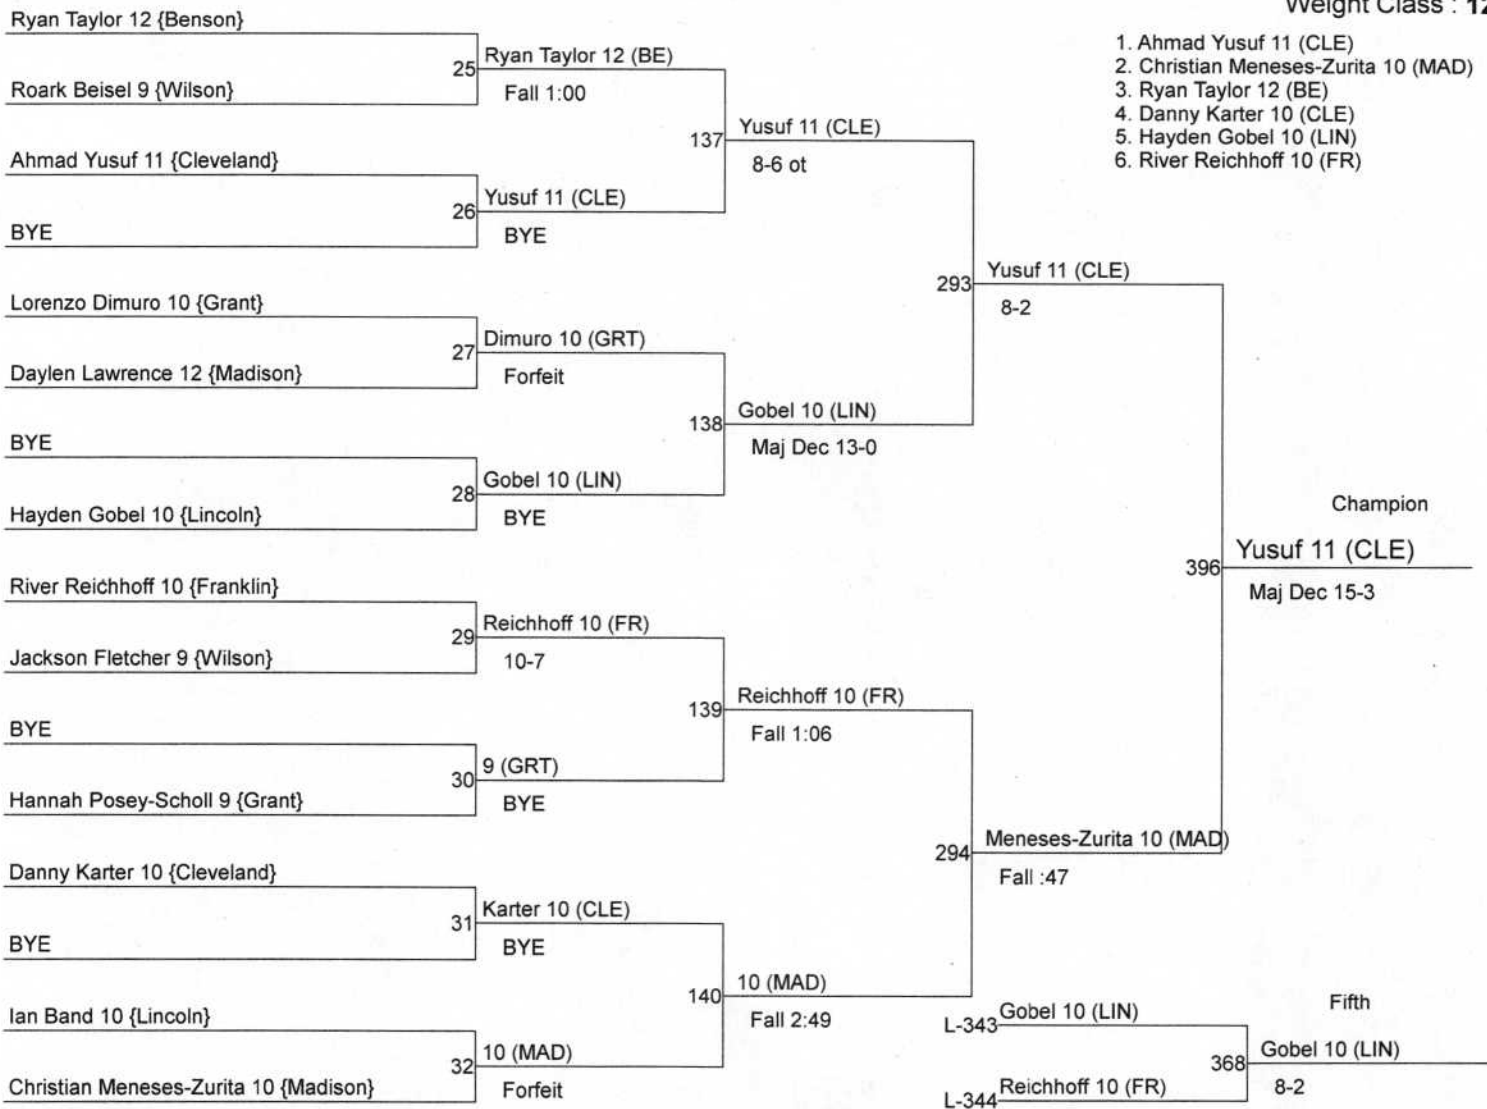 Weight Class : 12
1. Ahmad Yusuf 11 (CLE)
2. Christian Meneses-Zurita 10 (MAD)
3. Ryan Taylor 12 (BE)
4. Danny Karter 10 (CLE)
5. Hayden Gobel 10 (LIN)
6. River Reichhoff 10 (FR)
Ryan Taylor 12 {Benson}
25
Ryan Taylor 12 (BE)
Fall 1:00
Roark Beisel 9 {Wilson}
137
Yusuf 11 (CLE)
8-6 ot
Ahmad Yusuf 11 {Cleveland}
26
Yusuf 11 (CLE)
BYE
BYE
293
Yusuf 11 (CLE)
8-2
Lorenzo Dimuro 10 {Grant}
27
Dimuro 10 (GRT)
Forfeit
Daylen Lawrence 12 {Madison}
138
Gobel 10 (LIN)
Maj Dec 13-0
BYE
28
Gobel 10 (LIN)
BYE
Hayden Gobel 10 {Lincoln}
Champion
396
Yusuf 11 (CLE)
Maj Dec 15-3
River Reichhoff 10 {Franklin}
29
Reichhoff 10 (FR)
10-7
Jackson Fletcher 9 {Wilson}
139
Reichhoff 10 (FR)
Fall 1:06
BYE
30
9 (GRT)
BYE
Hannah Posey-Scholl 9 {Grant}
294
Meneses-Zurita 10 (MAD)
Fall :47
Danny Karter 10 {Cleveland}
31
Karter 10 (CLE)
BYE
BYE
140
10 (MAD)
Fall 2:49
Ian Band 10 {Lincoln}
32
10 (MAD)
Forfeit
Christian Meneses-Zurita 10 {Madison}
Fifth
L-343
Gobel 10 (LIN)
368
Gobel 10 (LIN)
8-2
L-344
Reichhoff 10 (FR)